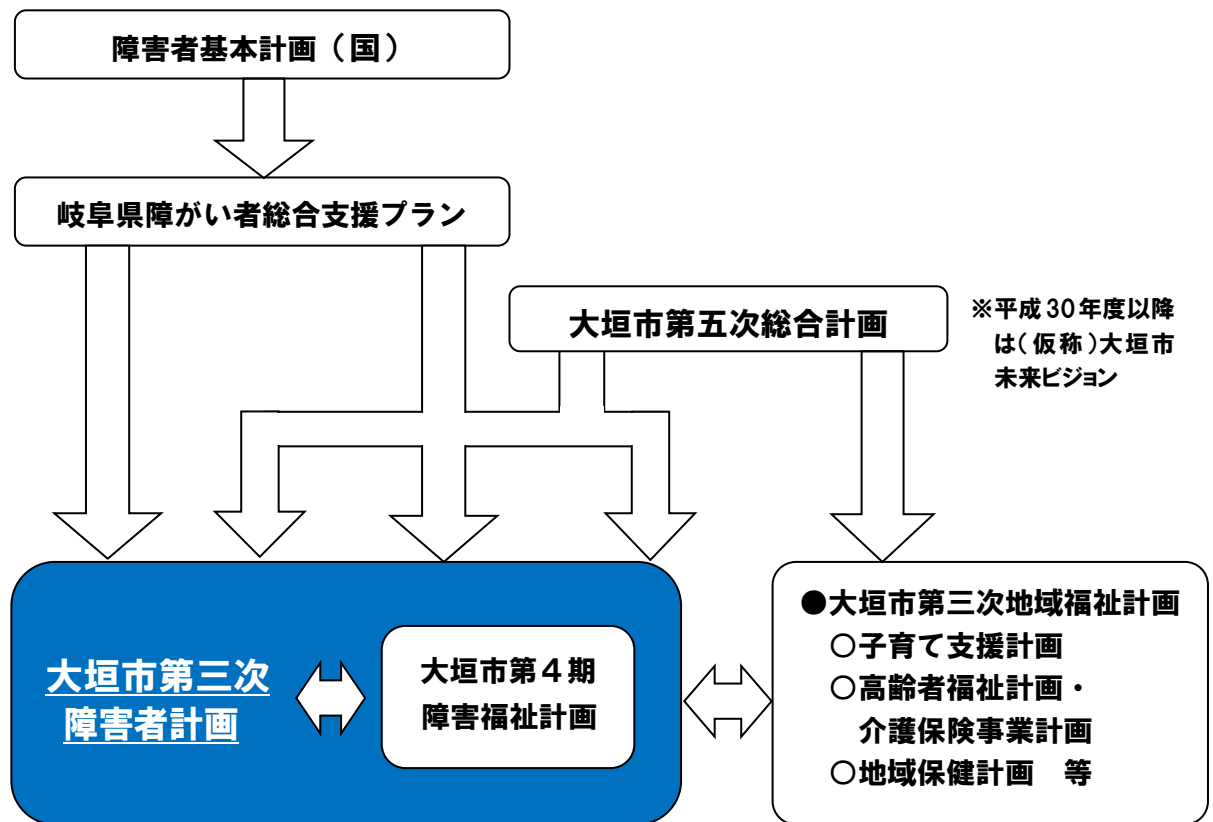 障害者基本計画（国）
岐阜県障がい者総合支援プラン
大垣市第五次総合計画
※平成30年度以降
は（仮称）大垣市
未来ビジョン
大垣市第三次
障害者計画
大垣市第４期
障害福祉計画
●大垣市第三次地域福祉計画
○子育て支援計画
○高齢者福祉計画・
介護保険事業計画
○地域保健計画　等